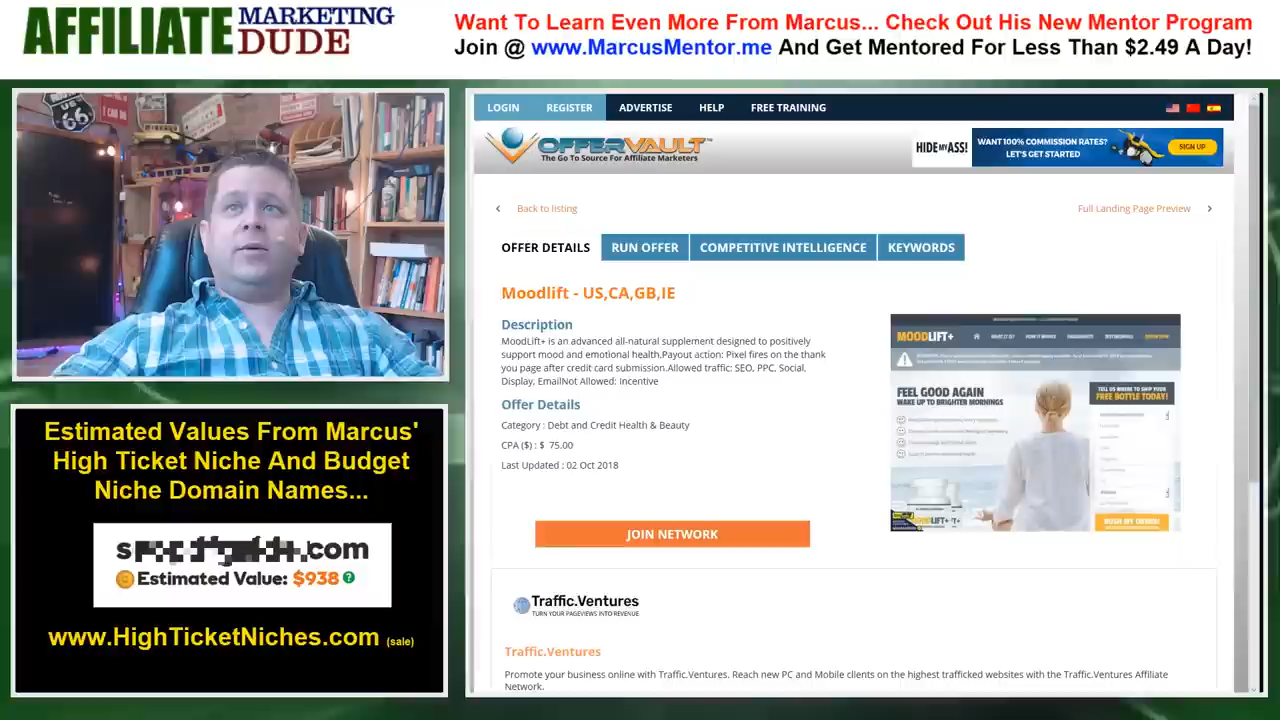 AFFILIATE MARKETING DUDE
Want To Learn Even More From Marcus... Check Out His New Mentor Program
Join @ www.MarcusMentor.me And Get Mentored For Less Than $2.49 A Day!
US 66
LOGIN REGISTER ADVERTISE HELP FREE TRAINING
OFFERVAULT™
The Go To Source For Affiliate Marketers
HIDE MY ASS!
WANT 100% COMMISSION RATES?
LET'S GET STARTED
SIGN UP
Back to listing
Full Landing Page Preview
OFFER DETAILS RUN OFFER COMPETITIVE INTELLIGENCE KEYWORDS
Moodlift - US,CA,GB,IE
Description
MoodLift+ is an advanced all-natural supplement designed to positively
support mood and emotional health,Payout action: Pixel fires on the thank
you page after credit card submission.Allowed traffic: SEO, PPC, Social,
Display, EmailNot Allowed: Incentive
Offer Details
Category : Debt and Credit Health & Beauty
CPA ($) : $ 75.00
Last Updated : 02 Oct 2018
JOIN NETWORK
MOODLIFT+
FEEL GOOD AGAIN
WAKE UP TO BRIGHTER MORNINGS
TELL US WHERE TO SHIP YOUR
FREE BOTTLE TODAY!
Traffic.Ventures
TURN YOUR PAGEVIEWS INTO REVENUE
Traffic.Ventures
Promote your business online with Traffic.Ventures. Reach new PC and Mobile clients on the highest trafficked websites with the Traffic.Ventures Affiliate
Network.
Estimated Values From Marcus'
High Ticket Niche And Budget
Niche Domain Names...
.com
Estimated Value: $938
www.HighTicketNiches.com (sale)